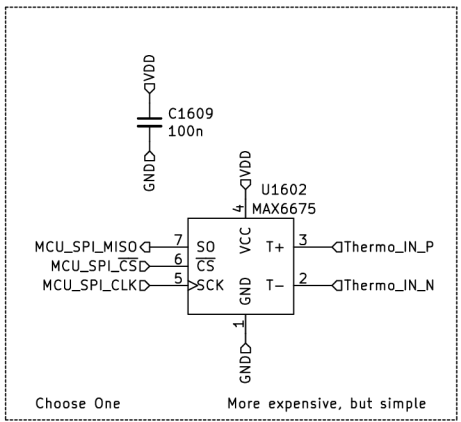 VDD
C1609
100n
GND
VDD
U1602
MAX6675
4
VCC
MCU_SPI_MISO 7 SO T+ 3 Thermo_IN_P
MCU_SPI_CS 6 CS
MCU_SPI_CLK 5 SCK GND T- 2 Thermo_IN_N
1
GND
Choose One More expensive, but simple